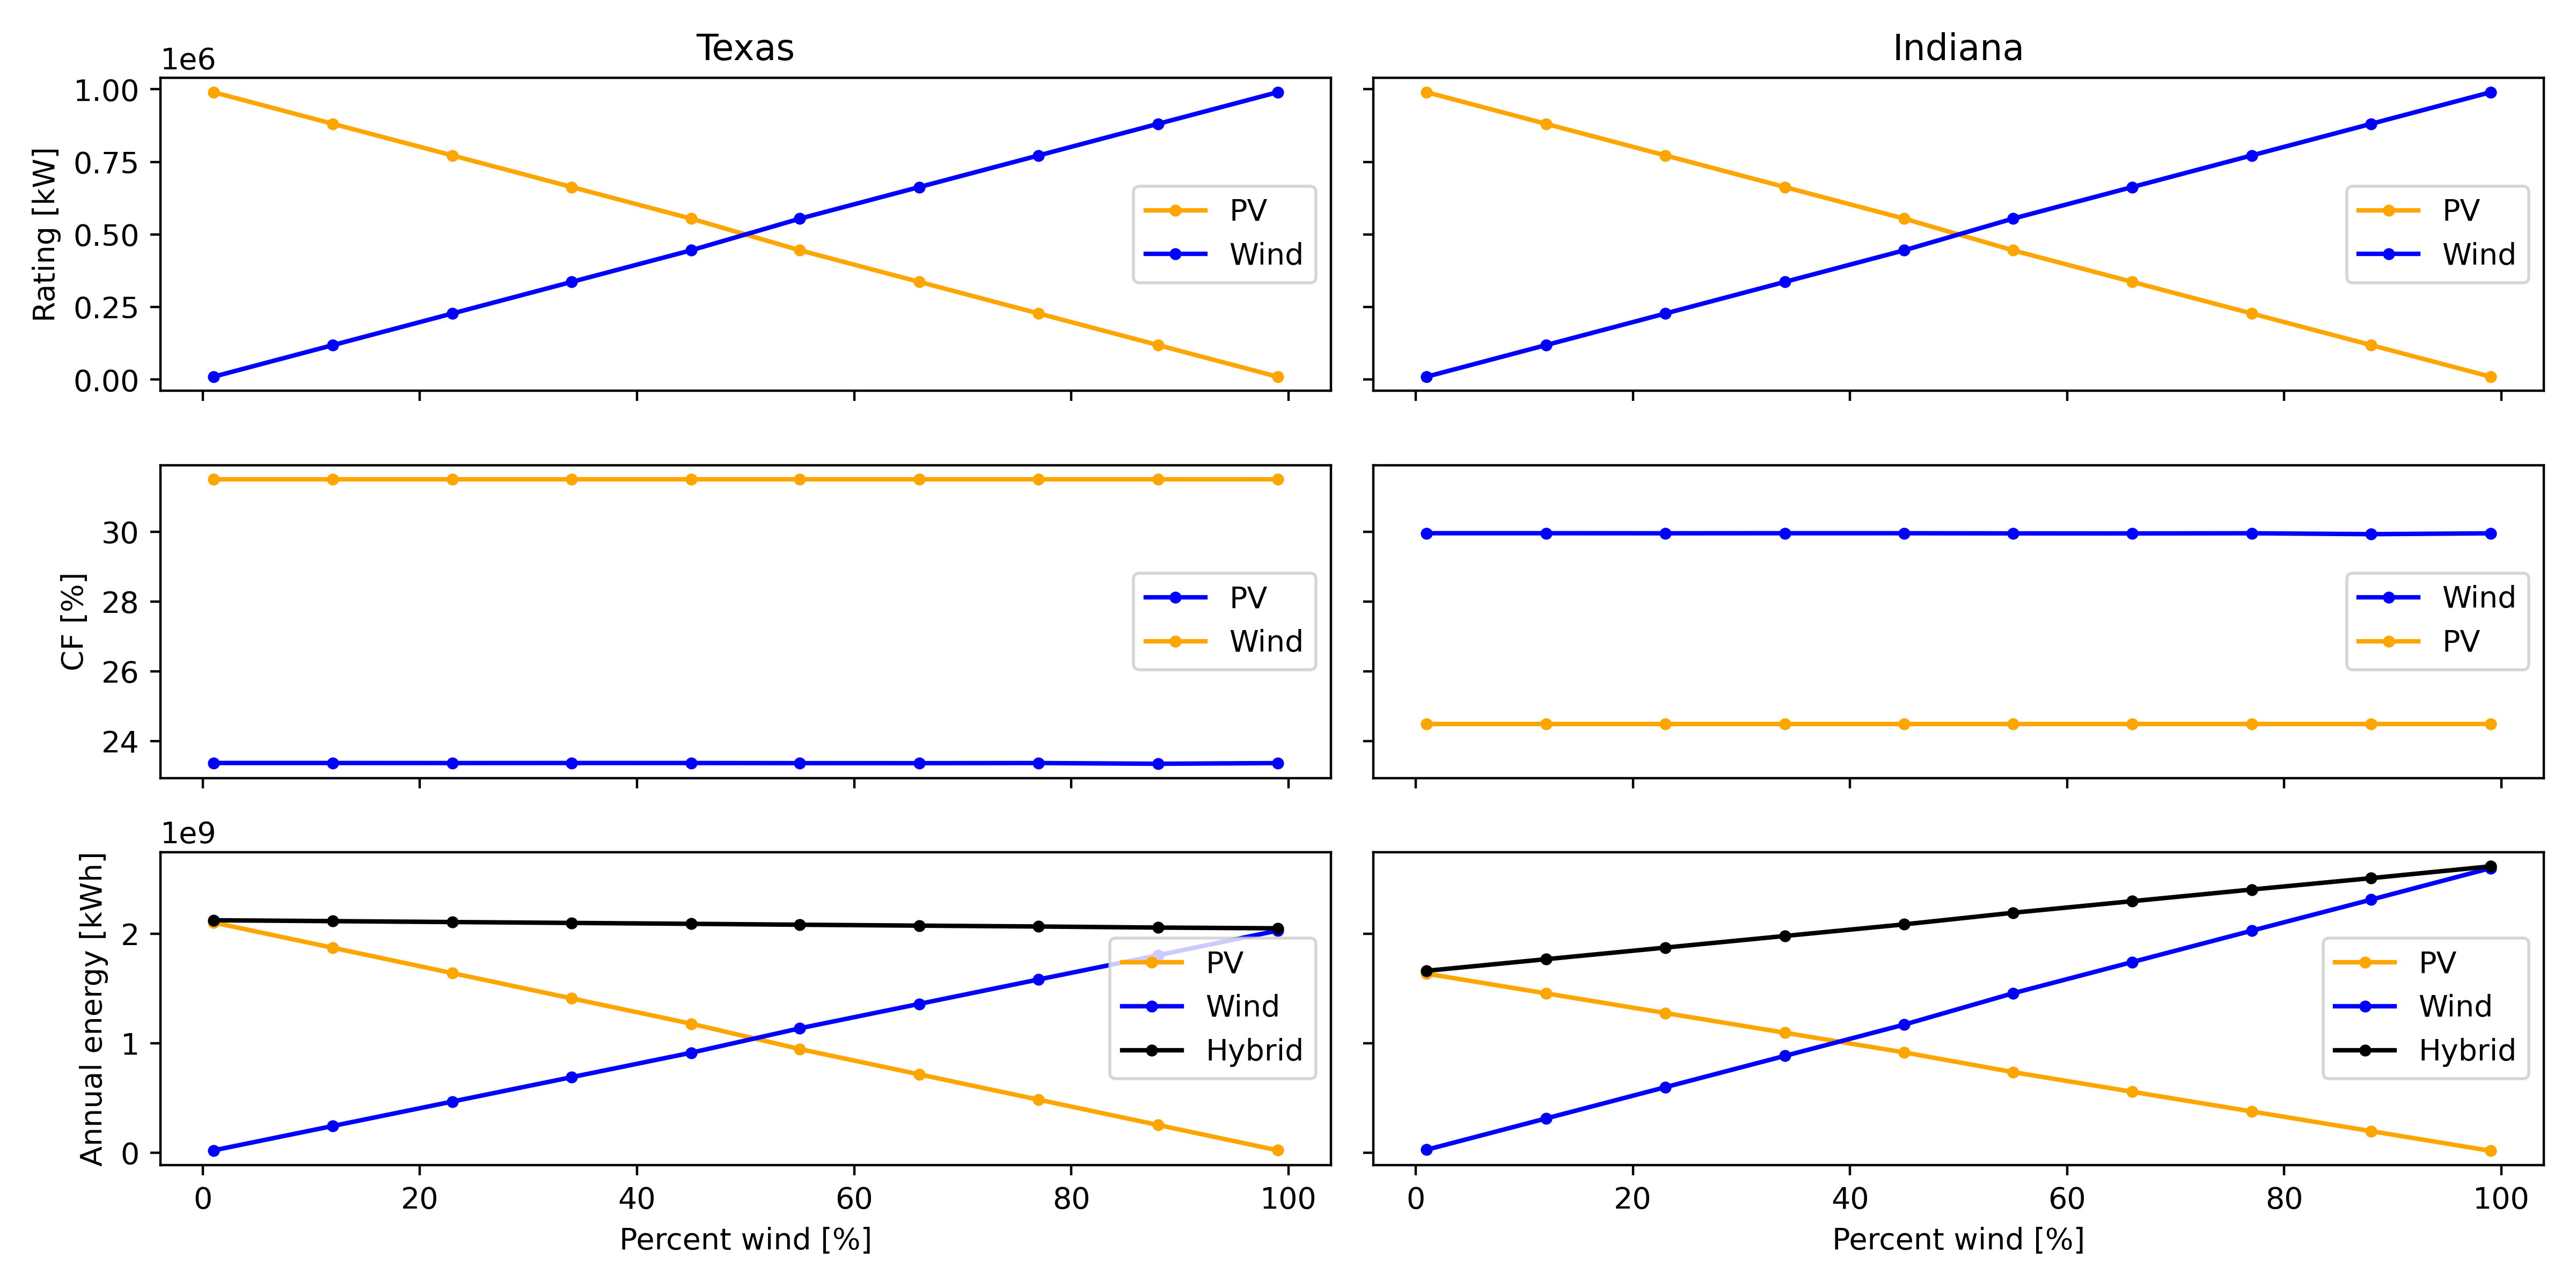 Texas
Indiana
1e6
1.00
0.75
0.50
0.25
0.00
Rating [kW]
PV
Wind
PV
Wind
30
28
26
24
CF [%]
PV
Wind
Wind
PV
1e9
2
1
0
Annual energy [kWh]
PV
Wind
Hybrid
PV
Wind
Hybrid
0 20 40 60 80 100
0 20 40 60 80 100
Percent wind [%]
Percent wind [%]